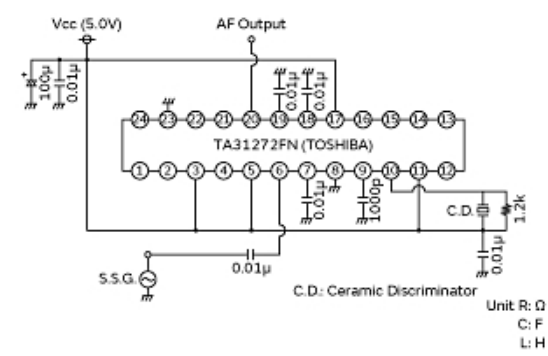 Vcc (5.0V)
AF Output
100μ
0.01μ
0.01μ
0.01μ
24 23 22 21 20 19 18 17 16 15 14 13
TA31272FN (TOSHIBA)
1 2 3 4 5 6 7 8 9 10 11 12
0.01μ
1000p
C.D.
1.2k
0.01μ
0.01μ
S.S.G.
C.D.: Ceramic Discriminator
Unit R: Ω
C: F
L: H